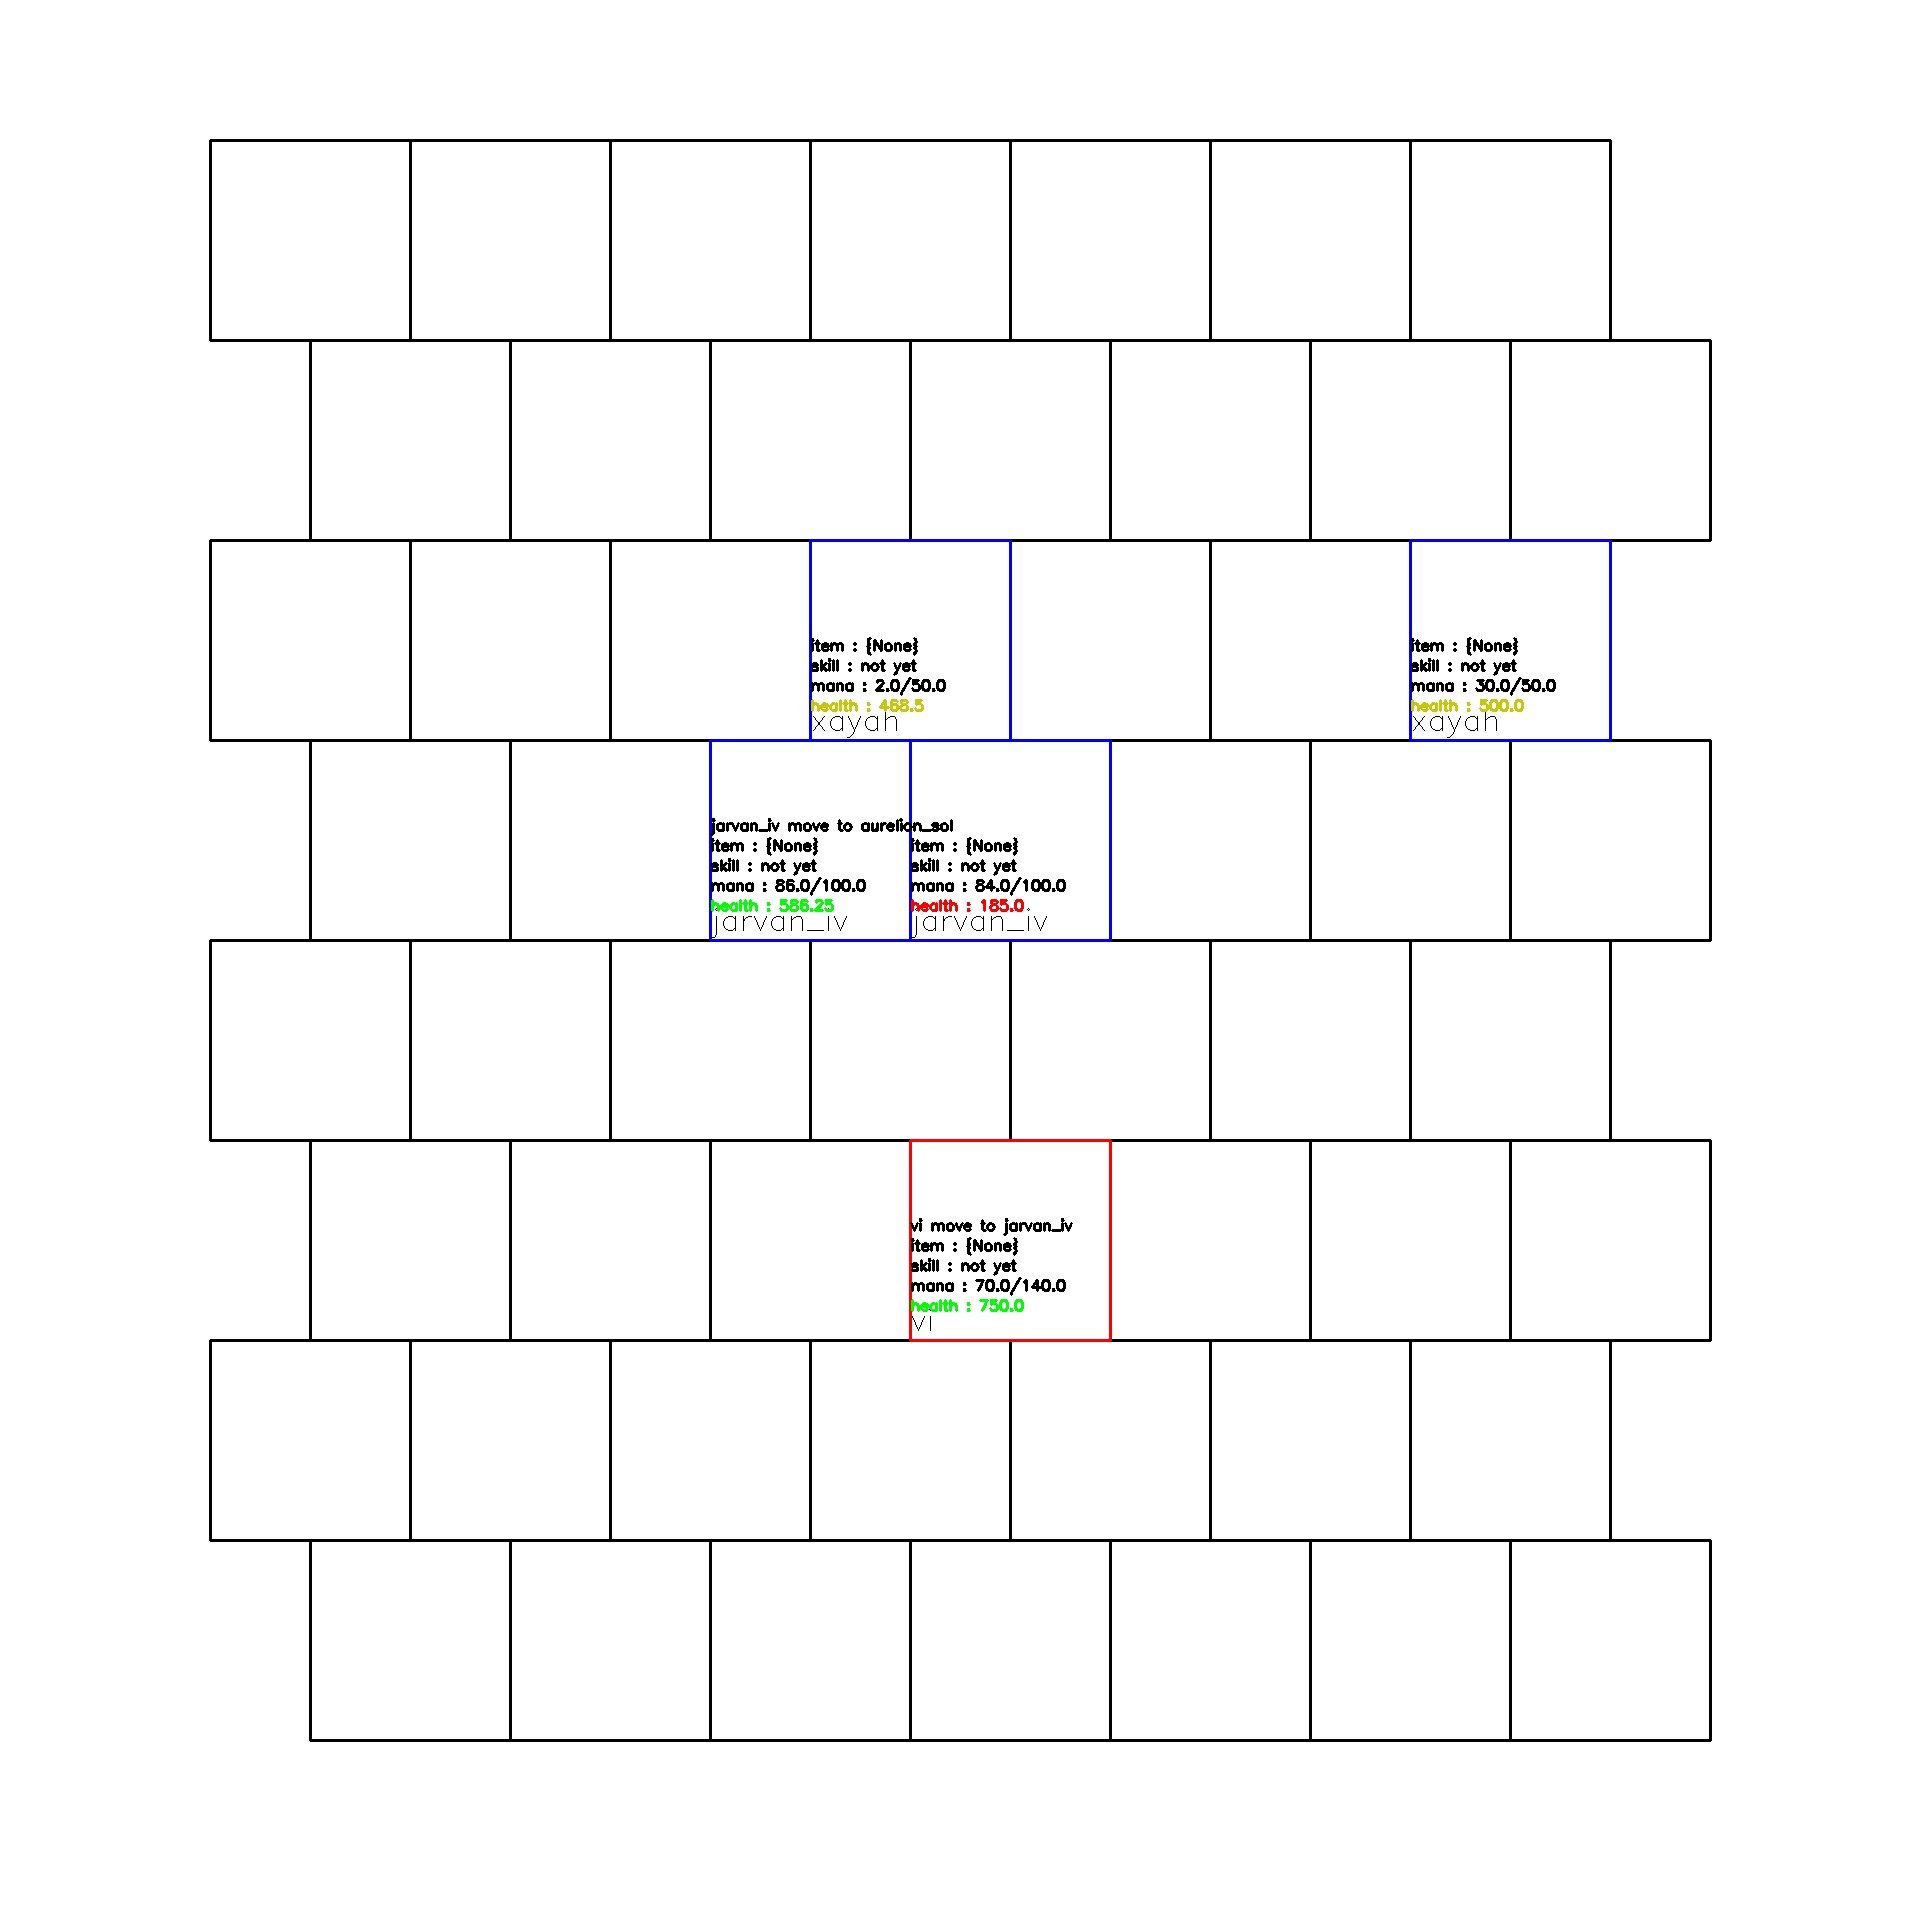 item : {None}
skill : not yet
mana : 2.0/50.0
health : 468.5
xayah
item : {None}
skill : not yet
mana : 30.0/50.0
health : 500.0
xayah
jarvan_iv move to aurelion_sol
item : {None}
skill : not yet
mana : 86.0/100.0
health : 586.25
jarvan_iv
item : {None}
skill : not yet
mana : 84.0/100.0
health : 185.0
jarvan_iv
vi move to jarvan_iv
item : {None}
skill : not yet
mana : 70.0/140.0
health : 750.0
vi